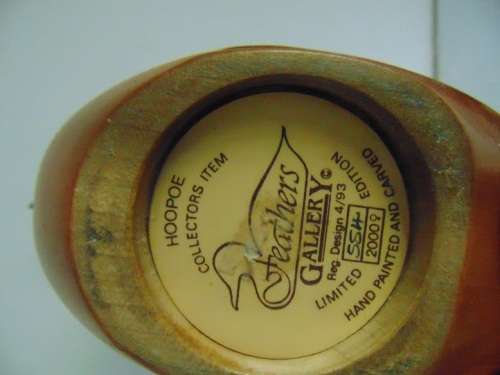 HOOPOE
COLLECTORS ITEM
Feathers
GALLERY©
Reg. Design 4/93
LIMITED 554 EDITION
2000♀
HAND PAINTED AND CARVED